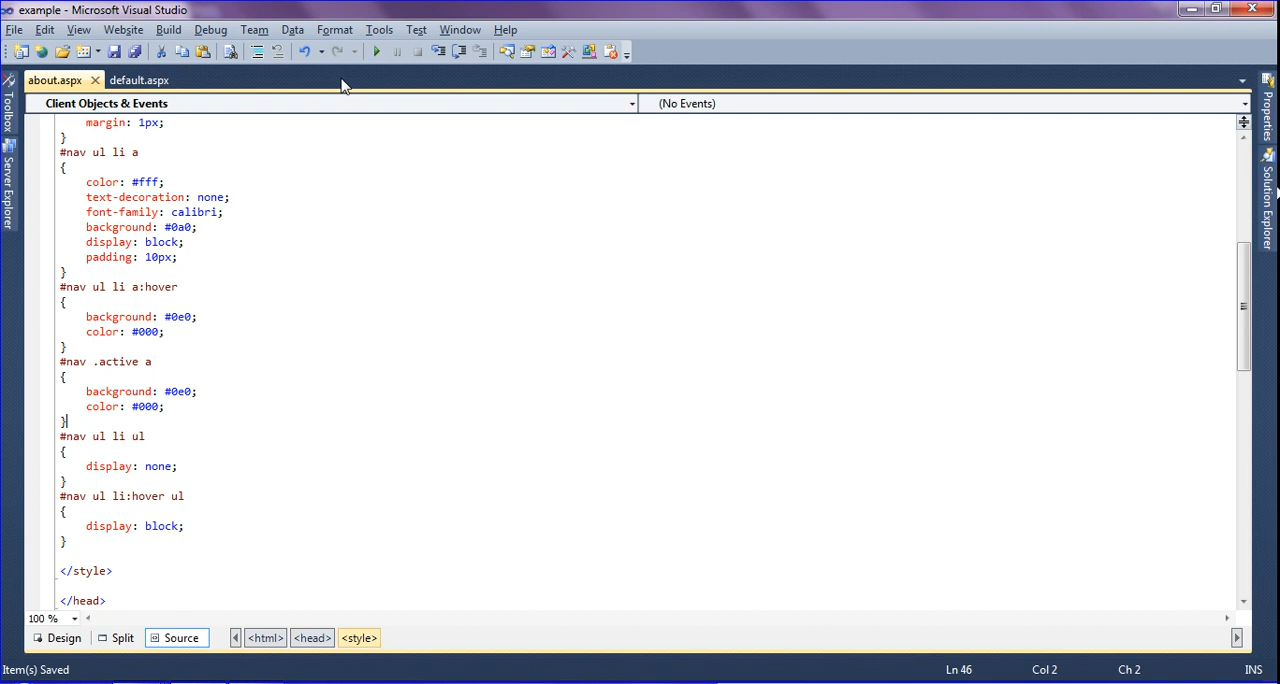 example - Microsoft Visual Studio
File Edit View Website Build Debug Team Data Format Tools Test Window Help
about.aspx default.aspx
Client Objects & Events (No Events)
Toolbox
Server Explorer
Properties
Solution Explorer
margin: 1px;
}
#nav ul li a
{
color: #fff;
text-decoration: none;
font-family: calibri;
background: #0a0;
display: block;
padding: 10px;
}
#nav ul li a:hover
{
background: #0e0;
color: #000;
}
#nav .active a
{
background: #0e0;
color: #000;
}
#nav ul li ul
{
display: none;
}
#nav ul li:hover ul
{
display: block;
}
</style>
</head>
100 %
Design Split Source <html> <head> <style>
Item(s) Saved Ln 46 Col 2 Ch 2 INS